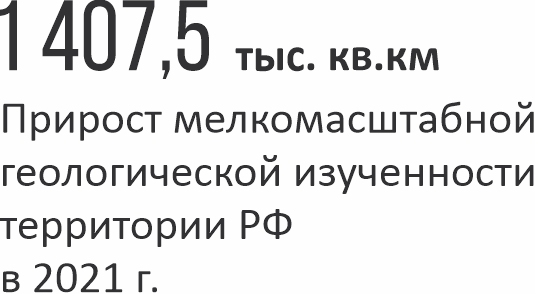 1 407,5 тыс. кв.км
Прирост мелкомасштабной
геологической изученности
территории РФ
в 2021 г.